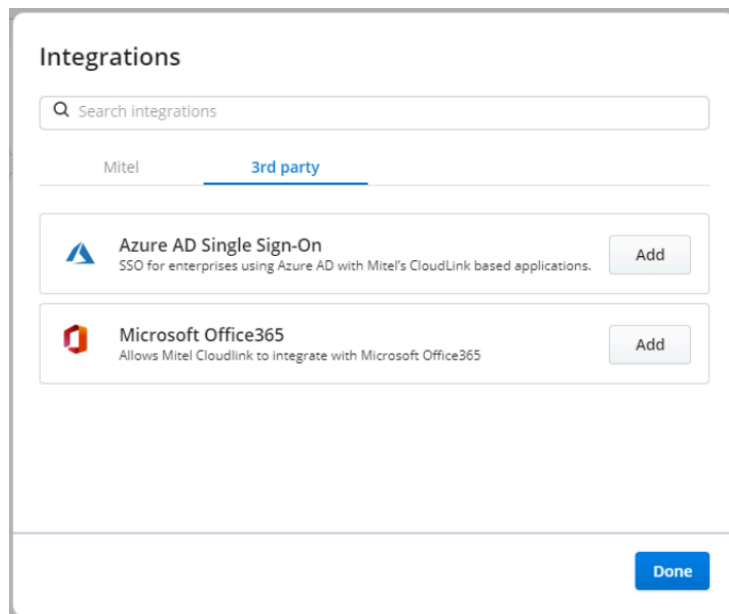 Integrations
Search integrations
Mitel
3rd party
Azure AD Single Sign-On
SSO for enterprises using Azure AD with Mitel's CloudLink based applications.
Add
Microsoft Office365
Allows Mitel Cloudlink to integrate with Microsoft Office365
Add
Done